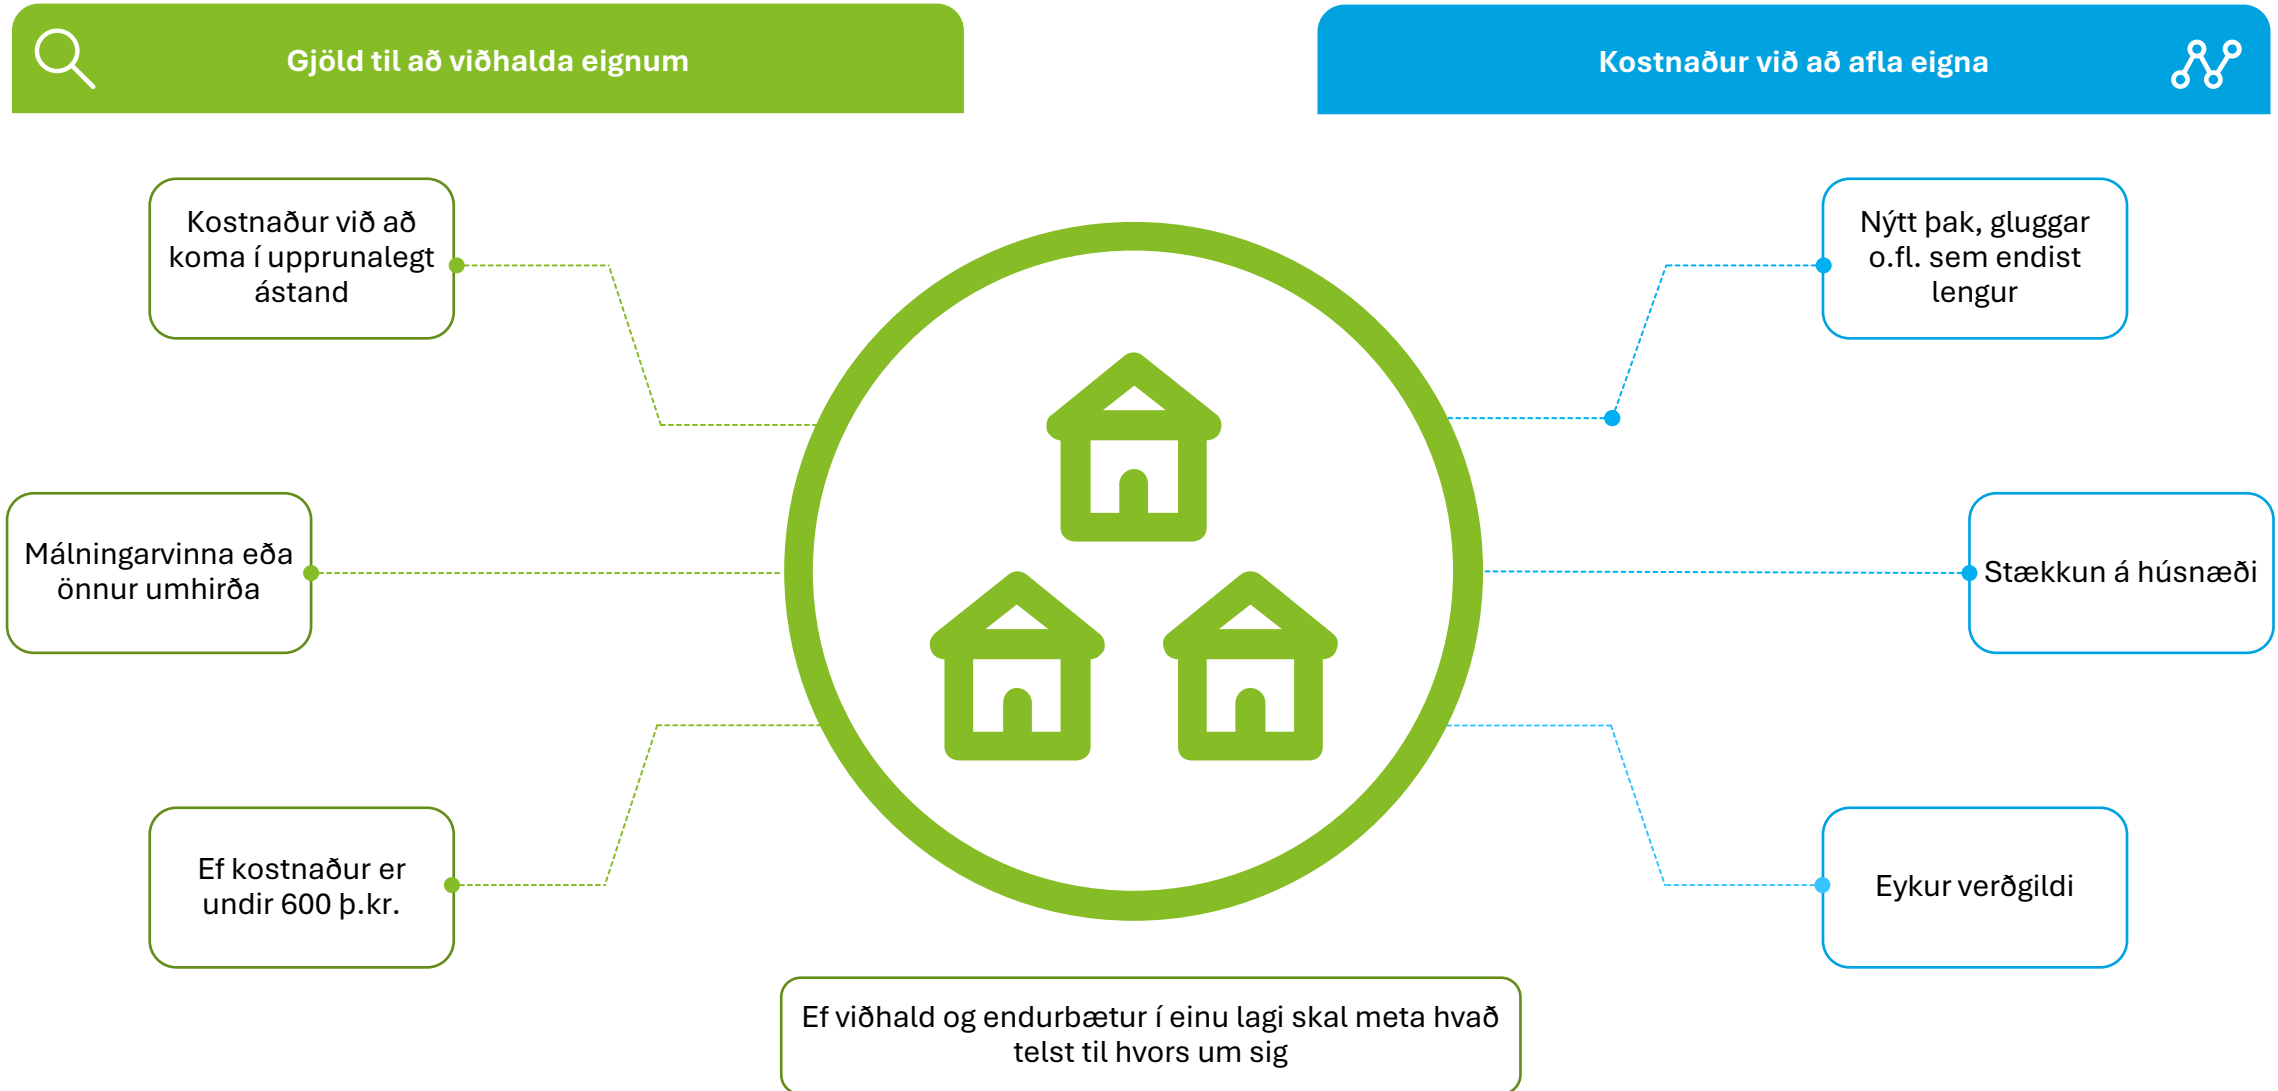 Gjöld til að viðhalda eignum
Kostnaður við að afla eigna
Kostnaður við að
koma í upprunalegt
ástand
Málningarvinna eða
önnur umhirða
Ef kostnaður er
undir 600 þ.kr.
Nýtt þak, gluggar
o.fl. sem endist
lengur
Stækkun á húsnæði
Eykur verðgildi
Ef viðhald og endurbætur í einu lagi skal meta hvað
telst til hvors um sig